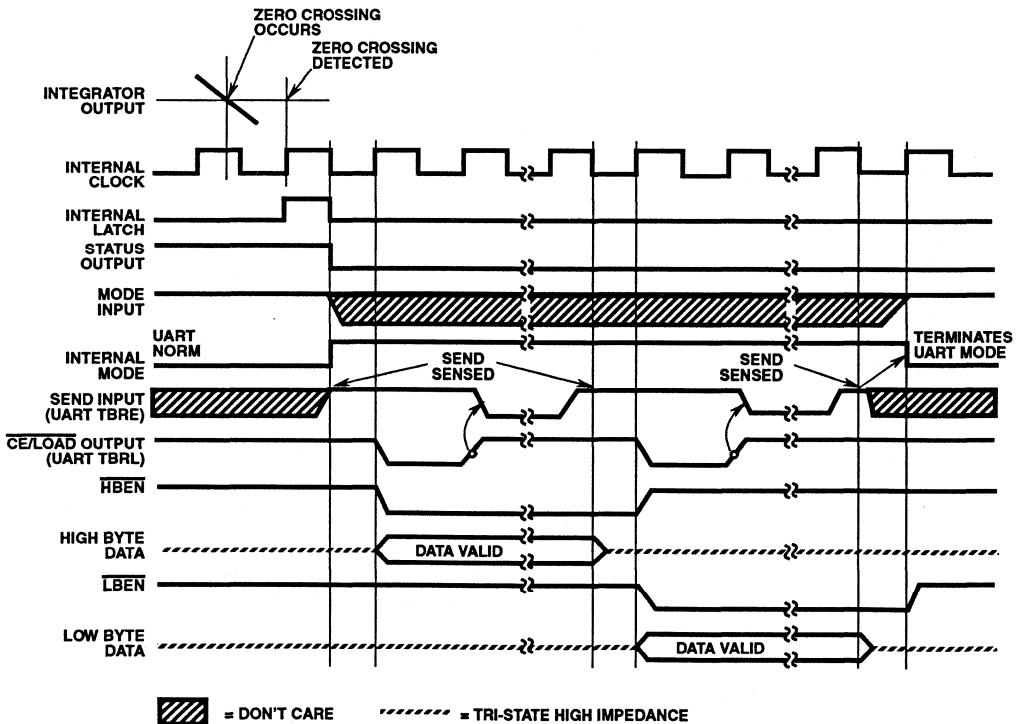 ZERO CROSSING
OCCURS
ZERO CROSSING
DETECTED
INTEGRATOR
OUTPUT
INTERNAL
CLOCK
INTERNAL
LATCH
STATUS
OUTPUT
MODE
INPUT
UART
NORM
INTERNAL
MODE
SEND
SENSED
SEND
SENSED
TERMINATES
UART MODE
SEND INPUT
(UART TBRE)
CE/LOAD OUTPUT
(UART TBRL)
HBEN
HIGH BYTE
DATA
DATA VALID
LBEN
LOW BYTE
DATA
DATA VALID
= DON'T CARE
= TRI-STATE HIGH IMPEDANCE